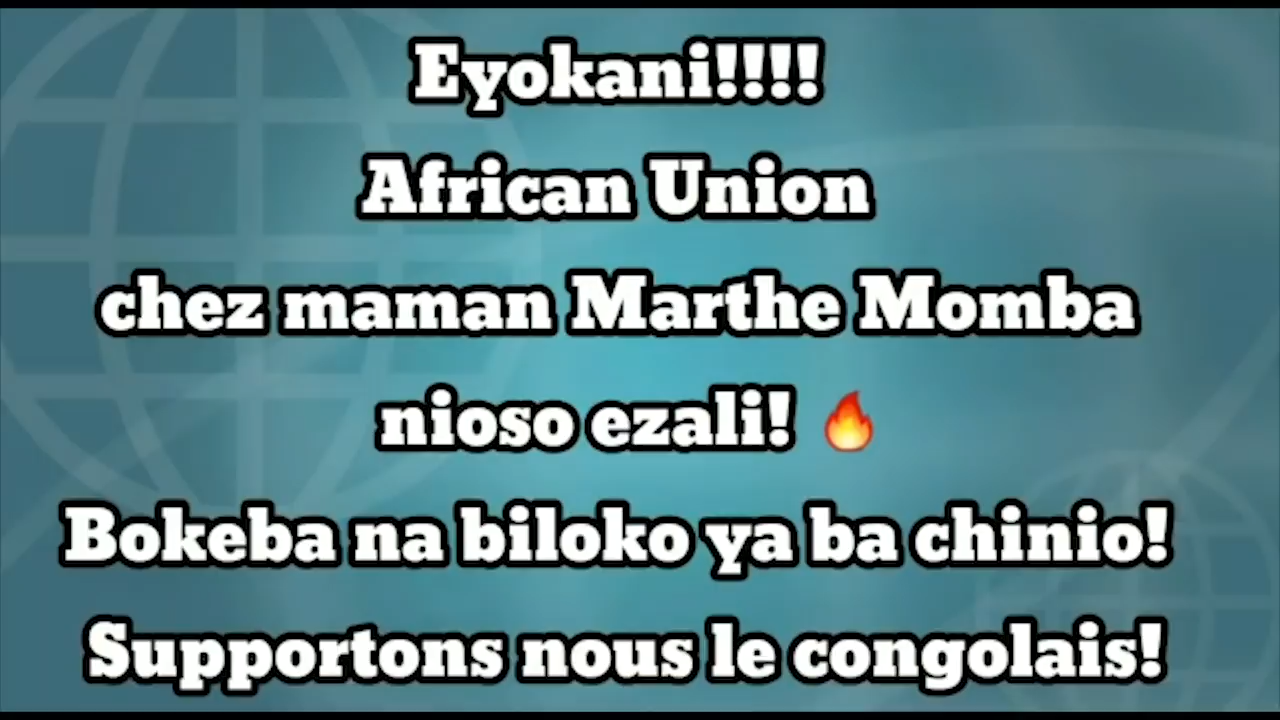 Eyokani!!!!
African Union
chez maman Marthe Momba
nioso ezali! 🔥
Bokeba na biloko ya ba chinio!
Supportons nous le congolais!